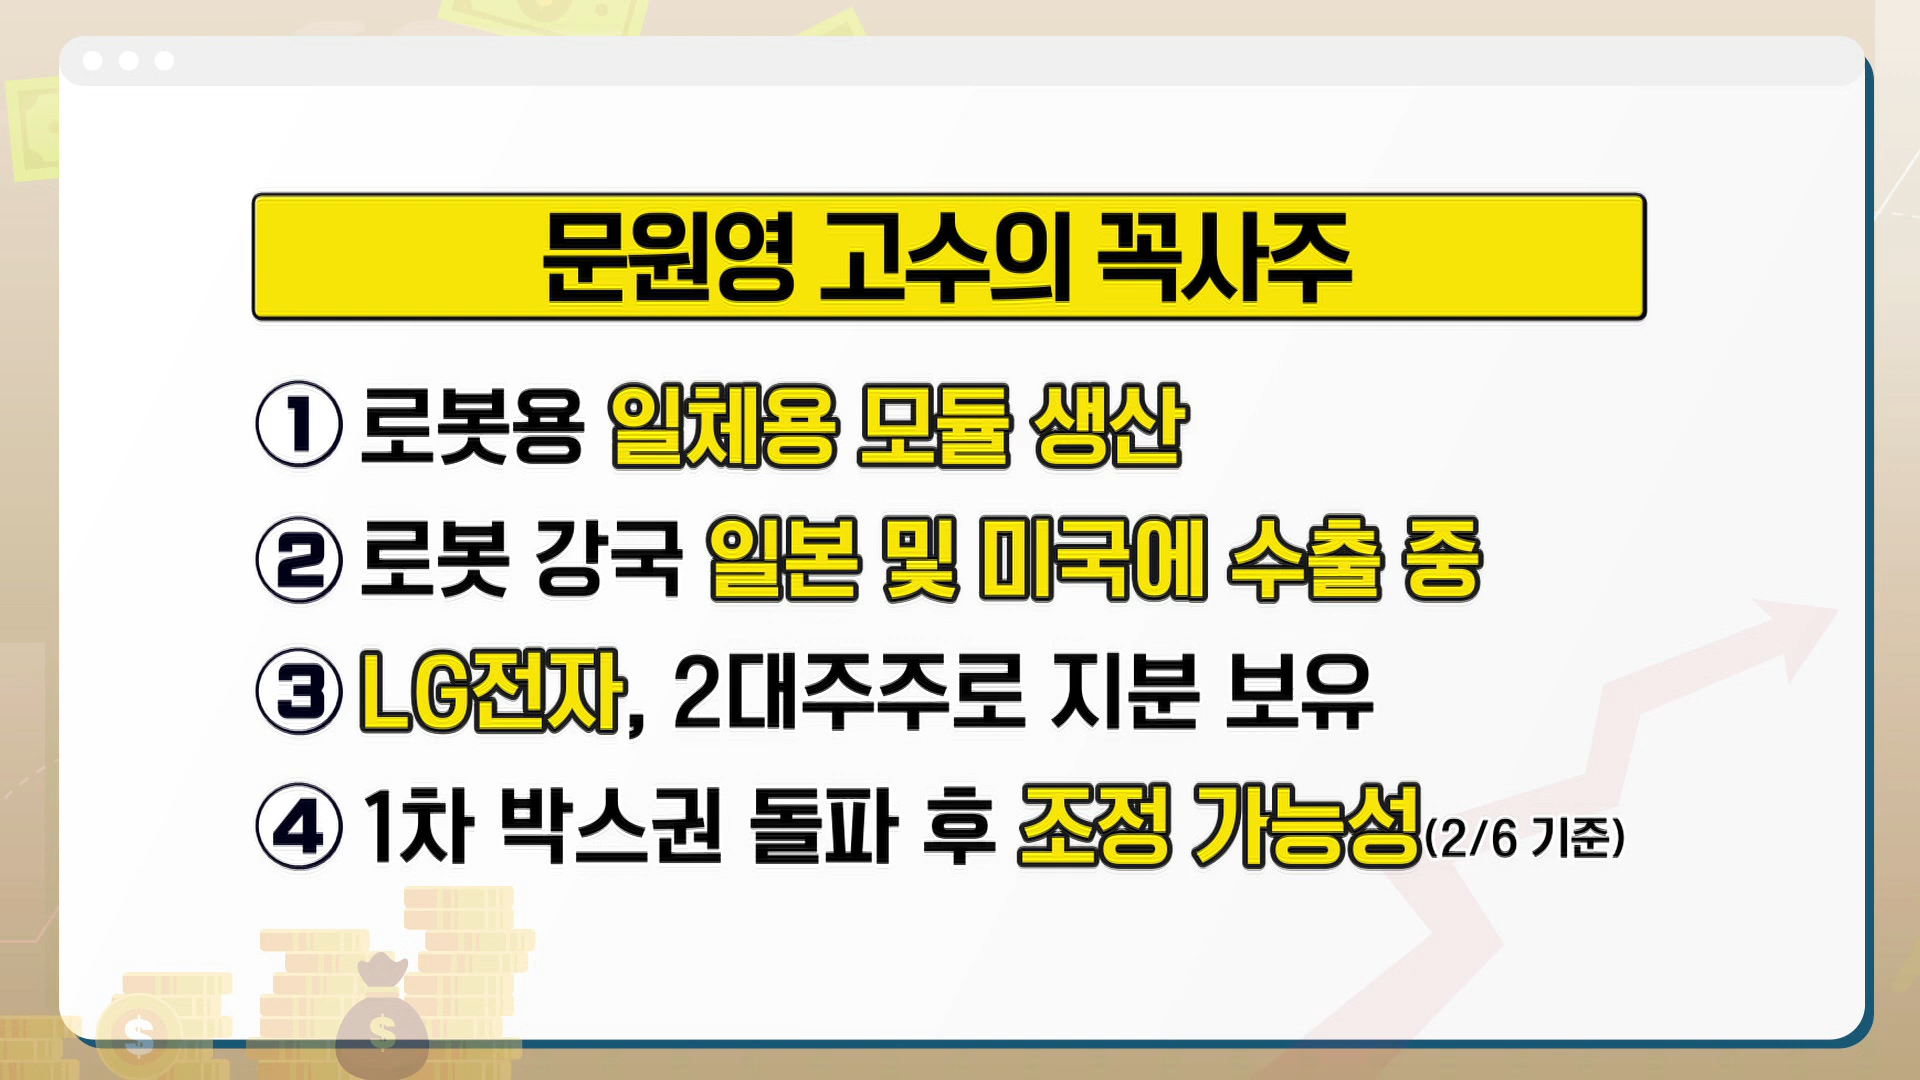 문원영 고수의 꼭사주
① 로봇용 일체용 모듈 생산
② 로봇 강국 일본 및 미국에 수출 중
③ LG전자, 2대주주로 지분 보유
④ 1차 박스권 돌파 후 조정 가능성(2/6 기준)
$
$